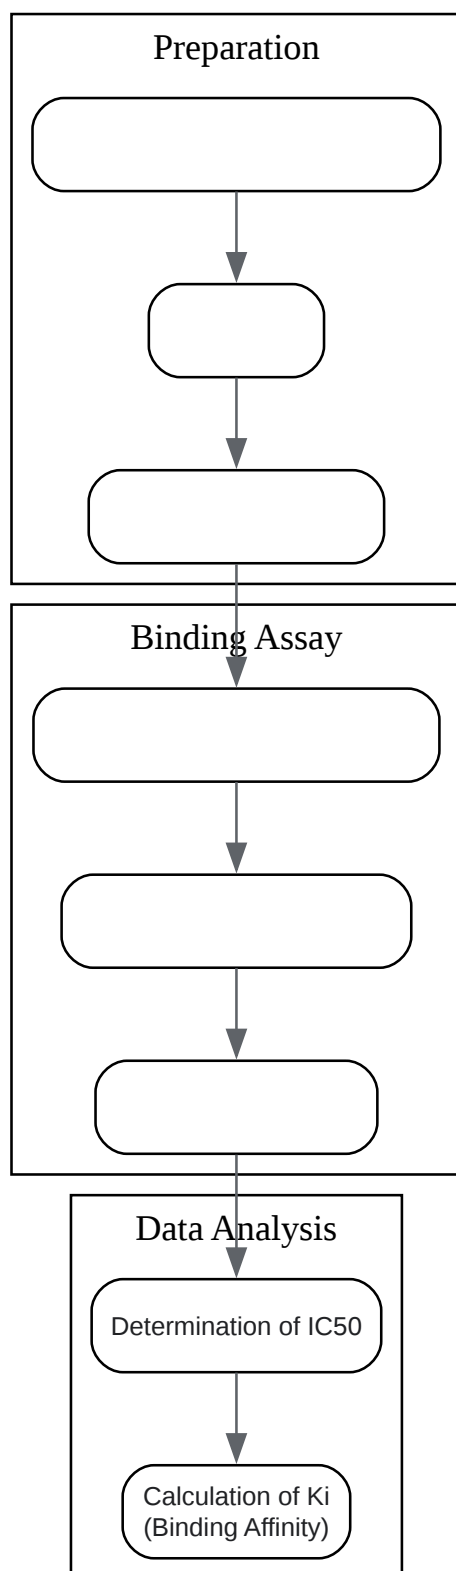 Preparation
Binding Assay
Data Analysis
Determination of IC50
Calculation of Ki
(Binding Affinity)